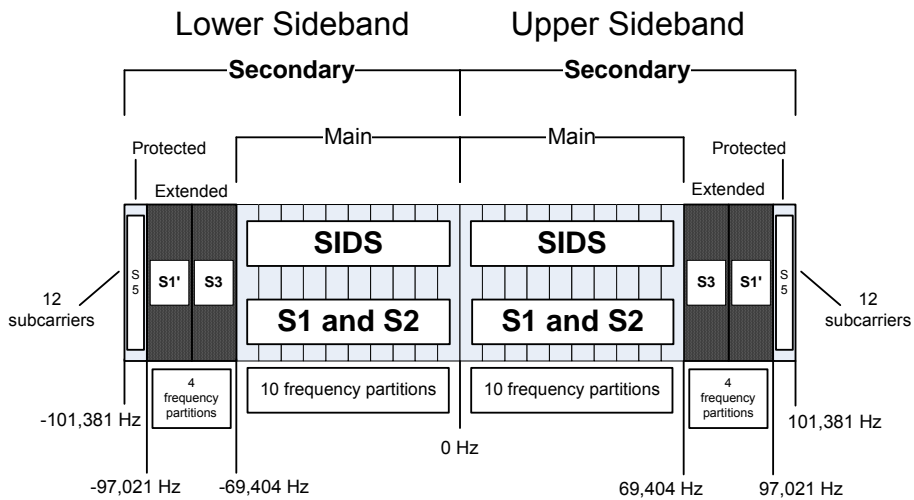 Lower Sideband Upper Sideband
Secondary Secondary
Main Main
Protected Protected
Extended Extended
SIDS SIDS
S
5 S1' S3 S3 S1' S
5
12
subcarriers
12
subcarriers
S1 and S2 S1 and S2
4
frequency
partitions
10 frequency partitions 10 frequency partitions
4
frequency
partitions
-101,381 Hz 101,381 Hz
0 Hz
-97,021 Hz -69,404 Hz 69,404 Hz 97,021 Hz